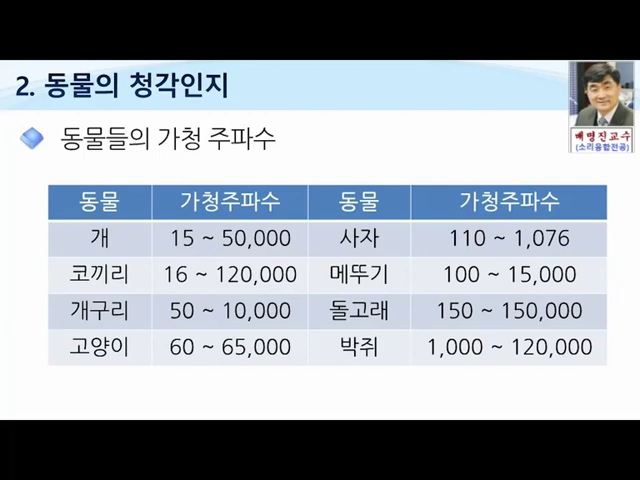 2. 동물의 청각인지
배명진교수
(소리융합전공)
동물들의 가청 주파수
동물 가청주파수 동물 가청주파수
개 15 ~ 50,000 사자 110 ~ 1,076
코끼리 16 ~ 120,000 메뚜기 100 ~ 15,000
개구리 50 ~ 10,000 돌고래 150 ~ 150,000
고양이 60 ~ 65,000 박쥐 1,000 ~ 120,000